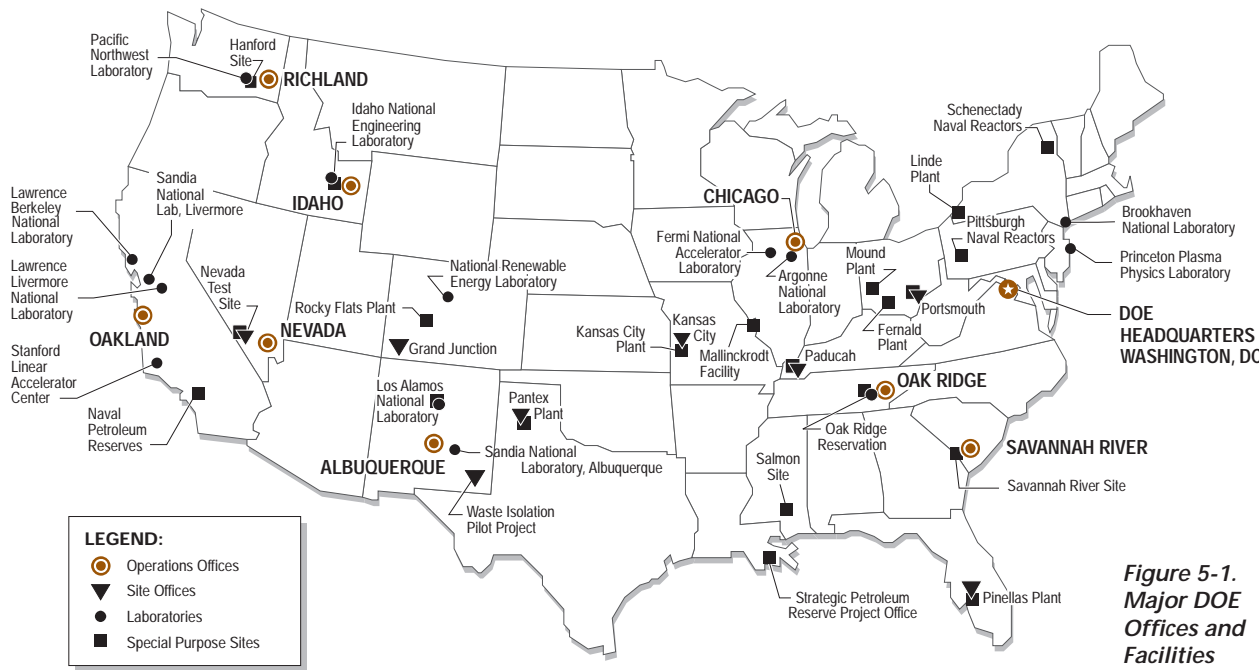 Pacific
Northwest
Laboratory
Hanford
Site
RICHLAND
Idaho National
Engineering
Laboratory
IDAHO
Lawrence
Berkeley
National
Laboratory
Sandia
National
Lab, Livermore
Lawrence
Livermore
National
Laboratory
OAKLAND
Stanford
Linear
Accelerator
Center
Naval
Petroleum
Reserves
Nevada
Test
Site
NEVADA
National Renewable
Energy Laboratory
Rocky Flats Plant
Grand Junction
Los Alamos
National
Laboratory
ALBUQUERQUE
Sandia National
Laboratory, Albuquerque
Waste Isolation
Pilot Project
Pantex
Plant
Kansas City
Plant
Kansas
City
Mallinckrodt
Facility
CHICAGO
Fermi National
Accelerator
Laboratory
Argonne
National
Laboratory
Mound
Plant
Fernald
Plant
Portsmouth
Paducah
Linde
Plant
Schenectady
Naval Reactors
Pittsburgh
Naval Reactors
Brookhaven
National Laboratory
Princeton Plasma
Physics Laboratory
DOE
HEADQUARTERS
WASHINGTON, DC
OAK RIDGE
Oak Ridge
Reservation
SAVANNAH RIVER
Savannah River Site
Salmon
Site
Strategic Petroleum
Reserve Project Office
Pinellas Plant
LEGEND:
Operations Offices
Site Offices
Laboratories
Special Purpose Sites
Figure 5-1.
Major DOE
Offices and
Facilities